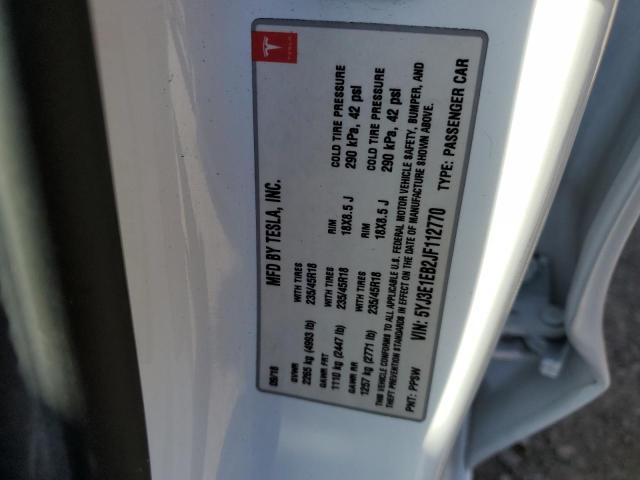 TESLA
MFD BY TESLA, INC.
09/18
GVWR
2265 kg (4993 lb)
WITH TIRES
235/45R18
GAWR FRT
1110 kg (2447 lb)
WITH TIRES
235/45R18
RIM
18X8.5 J
COLD TIRE PRESSURE
290 kPa, 42 psi
GAWR RR
1257 kg (2771 lb)
WITH TIRES
235/45R18
RIM
18X8.5 J
COLD TIRE PRESSURE
290 kPa, 42 psi
THIS VEHICLE CONFORMS TO ALL APPLICABLE U.S. FEDERAL MOTOR VEHICLE SAFETY, BUMPER, AND
THEFT PREVENTION STANDARDS IN EFFECT ON THE DATE OF MANUFACTURE SHOWN ABOVE.
VIN: 5YJ3E1EB2JF112770
PNT: PPSW
TYPE: PASSENGER CAR